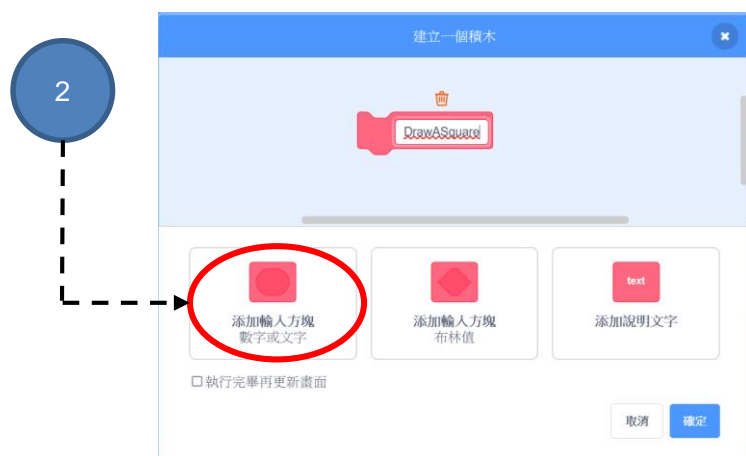 建立一個積木
2
DrawASquare
text
添加輸入方塊
數字或文字
添加輸入方塊
布林值
添加說明文字
執行完畢再更新畫面
取消
確定